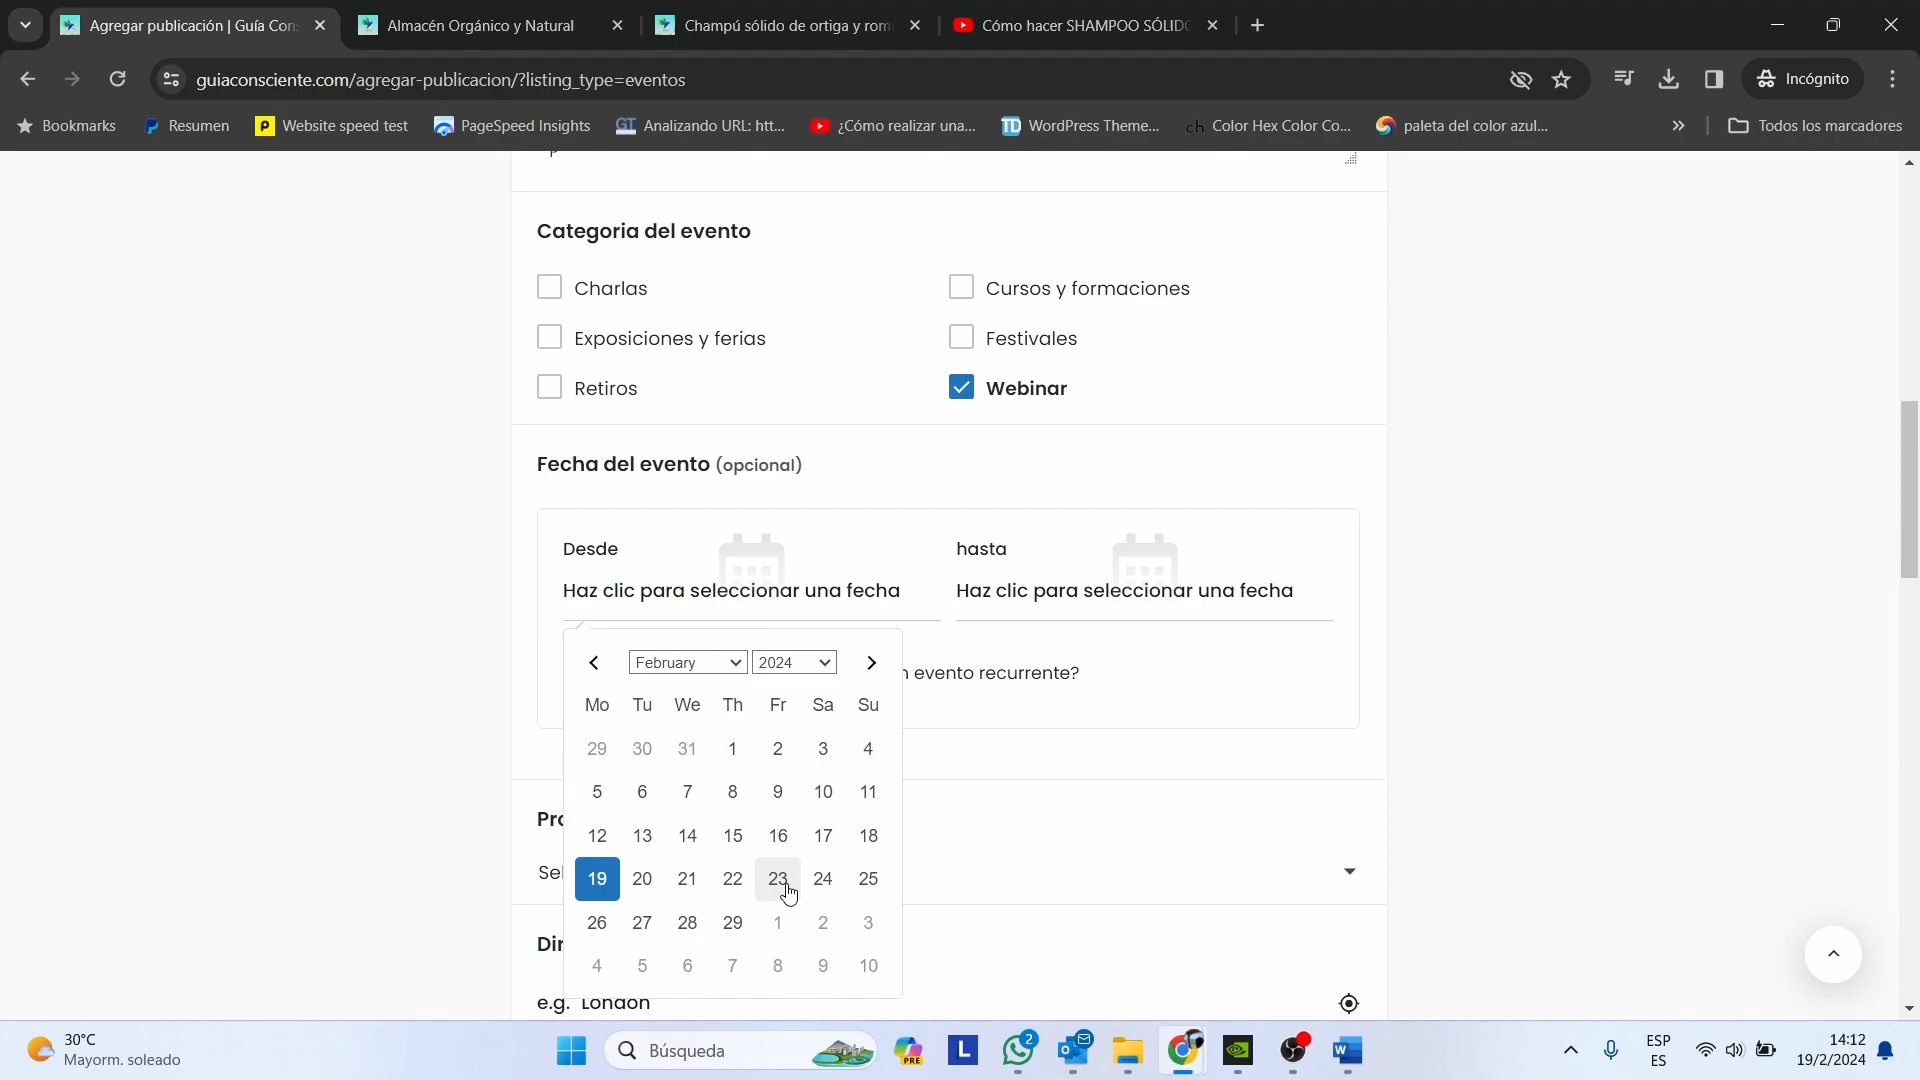 Agregar publicación | Guía Con
Almacén Orgánico y Natural
Champú sólido de ortiga y rom
Cómo hacer SHAMPOO SÓLID
guiaconsciente.com/agregar-publicacion/?listing_type=eventos
Incógnito
Bookmarks
Resumen
Website speed test
PageSpeed Insights
Analizando URL: htt...
¿Cómo realizar una...
WordPress Theme...
Color Hex Color Co...
paleta del color azul...
Todos los marcadores
Categoria del evento
Charlas
Cursos y formaciones
Exposiciones y ferias
Festivales
Retiros
Webinar
Fecha del evento (opcional)
Desde
hasta
Haz clic para seleccionar una fecha
Haz clic para seleccionar una fecha
February 2024
evento recurrente?
Mo Tu We Th Fr Sa Su
29 30 31 1 2 3 4
5 6 7 8 9 10 11
12 13 14 15 16 17 18
19 20 21 22 23 24 25
26 27 28 29 1 2 3
4 5 6 7 8 9 10
e.g. London
30°C
Mayorm. soleado
Búsqueda
PRE
L
2
W
ESP
ES
14:12
19/2/2024